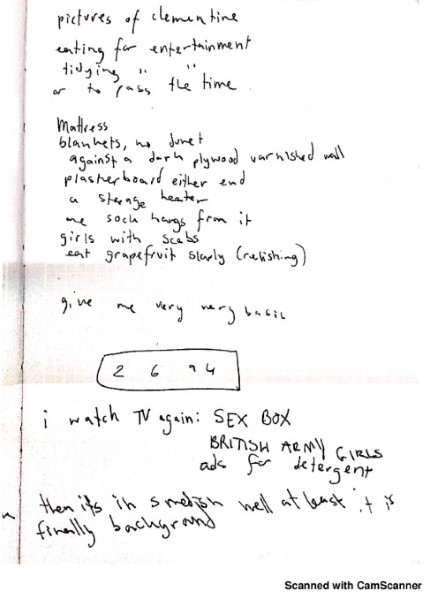 pictures of clementine
eating for entertainment
tidying " "
or to pass the time
Mattress
blankets, no duvet
against a dark plywood varnished wall
plasterboard either end
a storage heater
one sock hangs from it
girls with scabs
eat grapefruit slowly (relishing)
give me very very basic
2 6 94
i watch TV again: SEX BOX
BRITISH ARMY GIRLS
ads for detergent
then it's in swedish well at least it is
finally background
Scanned with CamScanner